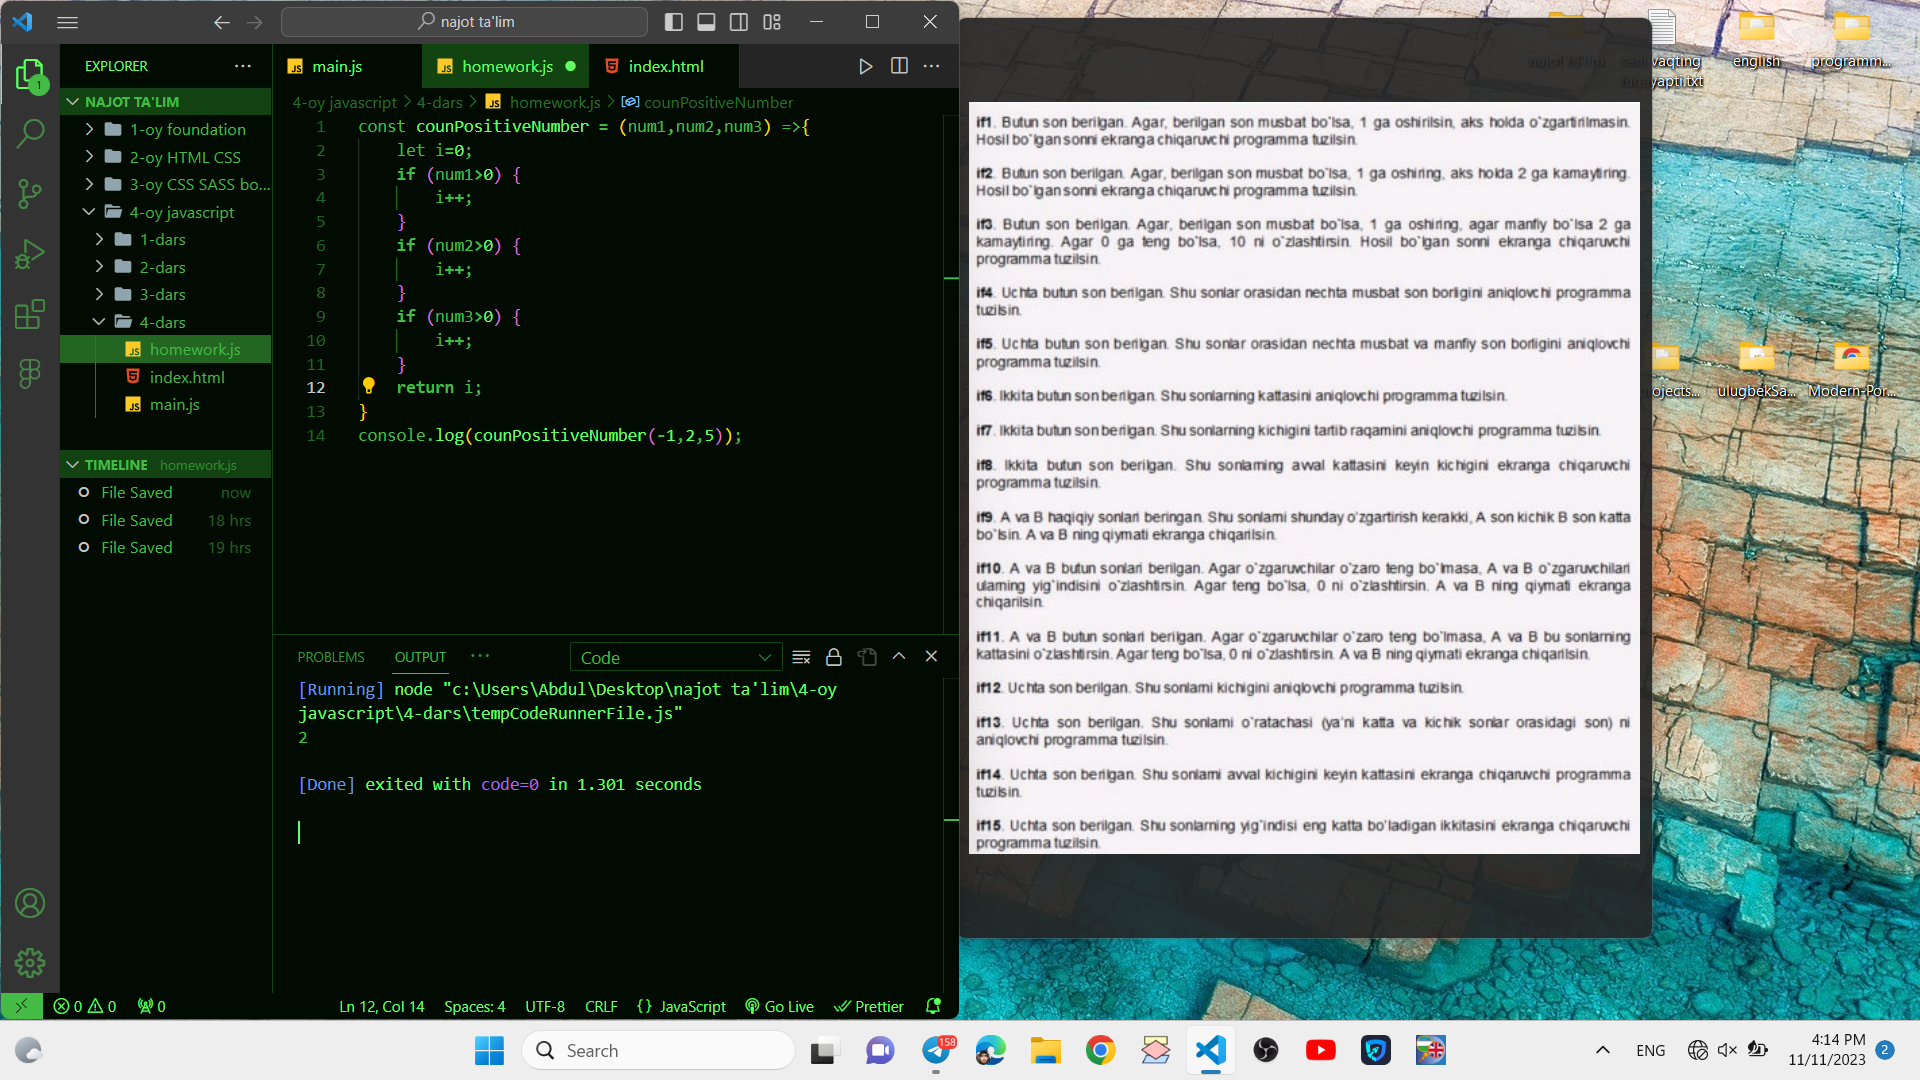 najot ta'lim
EXPLORER
NAJOT TA'LIM
1-oy foundation
2-oy HTML CSS
3-oy CSS SASS bo...
4-oy javascript
1-dars
2-dars
3-dars
4-dars
homework.js
index.html
main.js
TIMELINE homework.js
File Saved now
File Saved 18 hrs
File Saved 19 hrs
main.js homework.js index.html
4-oy javascript > 4-dars > homework.js > counPositiveNumber
1 const counPositiveNumber = (num1,num2,num3) =>{
2 let i=0;
3 if (num1>0) {
4 i++;
5 }
6 if (num2>0) {
7 i++;
8 }
9 if (num3>0) {
10 i++;
11 }
12 return i;
13 }
14 console.log(counPositiveNumber(-1,2,5));
PROBLEMS OUTPUT ··· Code
[Running] node "c:\Users\Abdul\Desktop\najot ta'lim\4-oy
javascript\4-dars\tempCodeRunnerFile.js"
2
[Done] exited with code=0 in 1.301 seconds
0 0 0 Ln 12, Col 14 Spaces: 4 UTF-8 CRLF {} JavaScript Go Live Prettier
if1. Butun son berilgan. Agar, berilgan son musbat bo`lsa, 1 ga oshirilsin, aks holda o`zgartirilmasin.
Hosil bo`lgan sonni ekranga chiqaruvchi programma tuzilsin.
if2. Butun son berilgan. Agar, berilgan son musbat bo`lsa, 1 ga oshiring, aks holda 2 ga kamaytiring.
Hosil bo`lgan sonni ekranga chiqaruvchi programma tuzilsin.
if3. Butun son berilgan. Agar, berilgan son musbat bo`lsa, 1 ga oshiring, agar manfiy bo`lsa 2 ga
kamaytiring. Agar 0 ga teng bo`lsa, 10 ni o`zlashtirsin. Hosil bo`lgan sonni ekranga chiqaruvchi
programma tuzilsin.
if4. Uchta butun son berilgan. Shu sonlar orasidan nechta musbat son borligini aniqlovchi programma
tuzilsin.
if5. Uchta butun son berilgan. Shu sonlar orasidan nechta musbat va manfiy son borligini aniqlovchi
programma tuzilsin.
if6. Ikkita butun son berilgan. Shu sonlarning kattasini aniqlovchi programma tuzilsin.
if7. Ikkita butun son berilgan. Shu sonlarning kichigini tartib raqamini aniqlovchi programma tuzilsin.
if8. Ikkita butun son berilgan. Shu sonlarning avval kattasini keyin kichigini ekranga chiqaruvchi
programma tuzilsin.
if9. A va B haqiqiy sonlari beringan. Shu sonlarni shunday o`zgartirish kerakki, A son kichik B son katta
bo`lsin. A va B ning qiymati ekranga chiqarilsin.
if10. A va B butun sonlari berilgan. Agar o`zgaruvchilar o`zaro teng bo`lmasa, A va B o`zgaruvchilari
ularning yig`indisini o`zlashtirsin. Agar teng bo`lsa, 0 ni o`zlashtirsin. A va B ning qiymati ekranga
chiqarilsin.
if11. A va B butun sonlari berilgan. Agar o`zgaruvchilar o`zaro teng bo`lmasa, A va B bu sonlarning
kattasini o`zlashtirsin. Agar teng bo`lsa, 0 ni o`zlashtirsin. A va B ning qiymati ekranga chiqarilsin.
if12. Uchta son berilgan. Shu sonlarni kichigini aniqlovchi programma tuzilsin.
if13. Uchta son berilgan. Shu sonlarni o`ratachasi (ya'ni katta va kichik sonlar orasidagi son) ni
aniqlovchi programma tuzilsin.
if14. Uchta son berilgan. Shu sonlarni avval kichigini keyin kattasini ekranga chiqaruvchi programma
tuzilsin.
if15. Uchta son berilgan. Shu sonlarning yig`indisi eng katta bo'ladigan ikkitasini ekranga chiqaruvchi
programma tuzilsin.
najot ta'lim
english
programm...
ulugbekSa...
Modern-Por...
Search
158
ENG
4:14 PM
11/11/2023
2